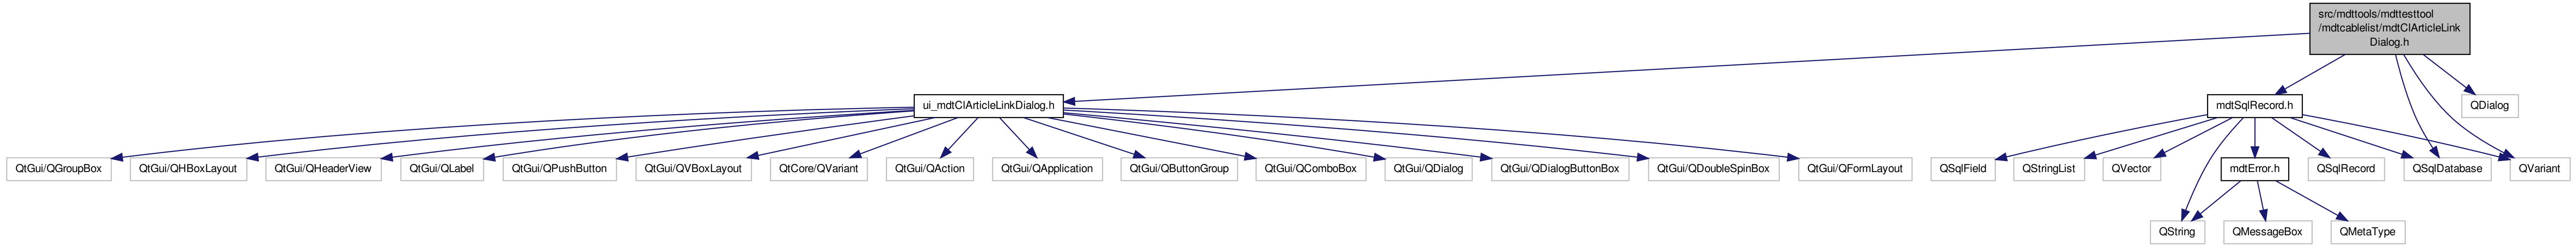 src/mdttools/mdttesttool
/mdtcablelist/mdtClArticleLink
Dialog.h
ui_mdtClArticleLinkDialog.h
mdtSqlRecord.h
QDialog
QtGui/QGroupBox
QtGui/QHBoxLayout
QtGui/QHeaderView
QtGui/QLabel
QtGui/QPushButton
QtGui/QVBoxLayout
QtCore/QVariant
QtGui/QAction
QtGui/QApplication
QtGui/QButtonGroup
QtGui/QComboBox
QtGui/QDialog
QtGui/QDialogButtonBox
QtGui/QDoubleSpinBox
QtGui/QFormLayout
QSqlField
QStringList
QVector
mdtError.h
QSqlRecord
QSqlDatabase
QVariant
QString
QMessageBox
QMetaType